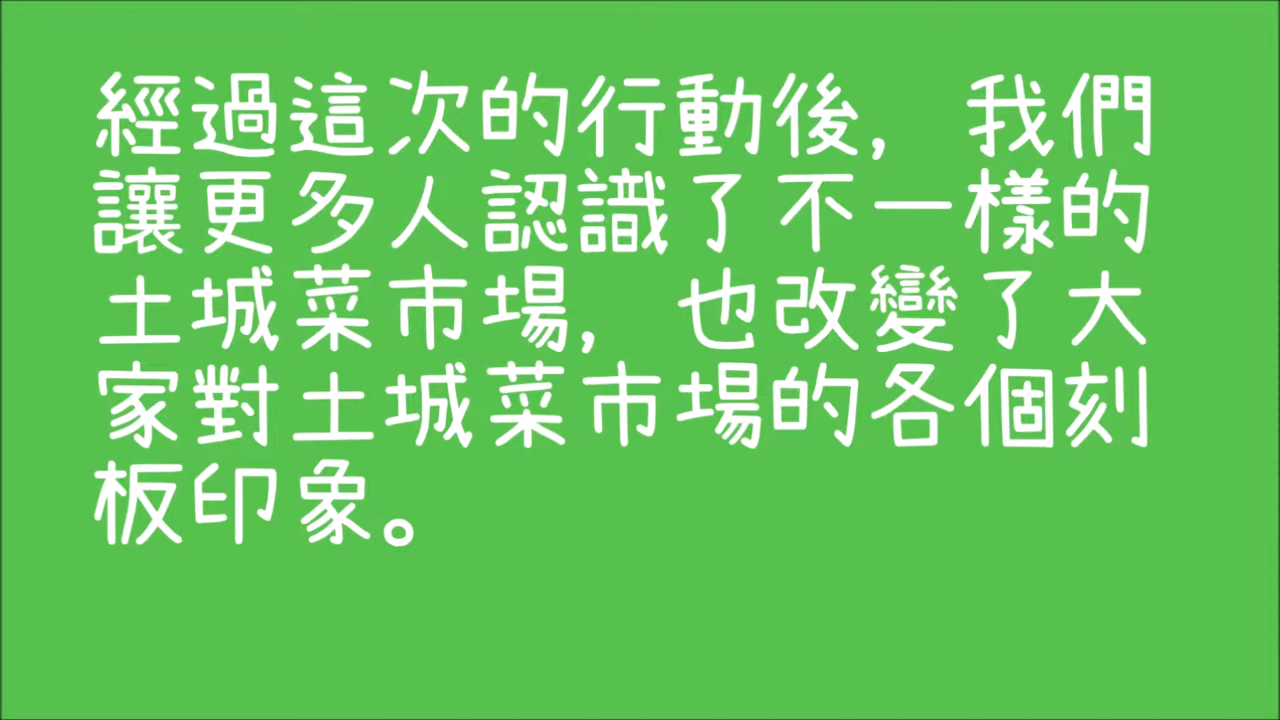 經過這次的行動後，我們
讓更多人認識了不一樣的
土城菜市場，也改變了大
家對土城菜市場的各個刻
板印象。